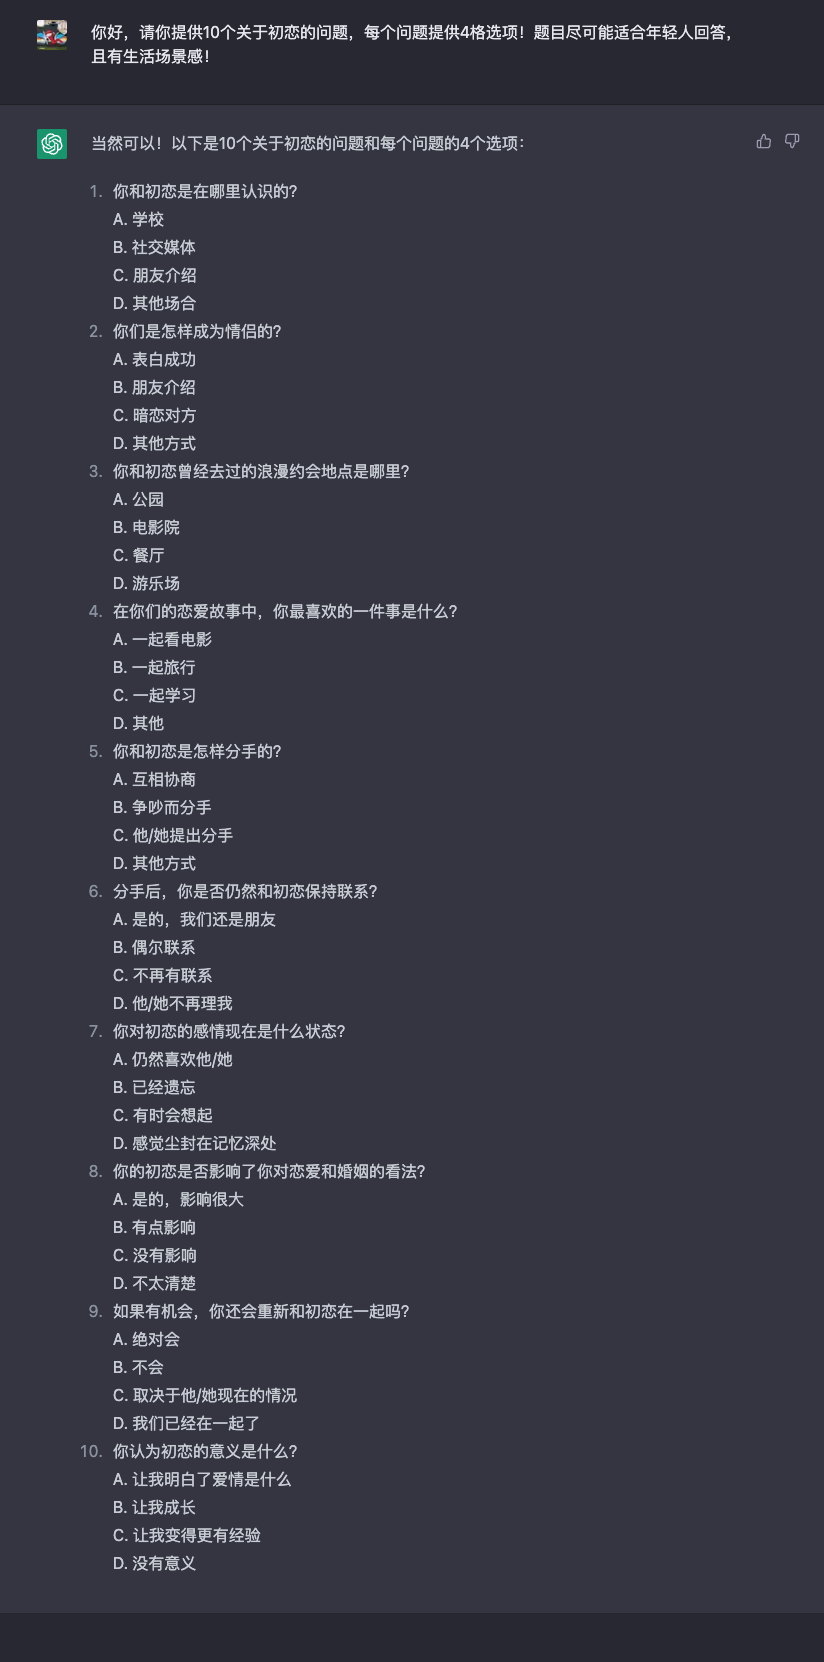 你好，请你提供10个关于初恋的问题，每个问题提供4格选项！题目尽可能适合年轻人回答，
且有生活场景感！
当然可以！以下是10个关于初恋的问题和每个问题的4个选项：
1. 你和初恋是在哪里认识的?
A. 学校
B. 社交媒体
C. 朋友介绍
D. 其他场合
2. 你们是怎样成为情侣的?
A. 表白成功
B. 朋友介绍
C. 暗恋对方
D. 其他方式
3. 你和初恋曾经去过的浪漫约会地点是哪里?
A. 公园
B. 电影院
C. 餐厅
D. 游乐场
4. 在你们的恋爱故事中，你最喜欢的一件事是什么?
A. 一起看电影
B. 一起旅行
C. 一起学习
D. 其他
5. 你和初恋是怎样分手的?
A. 互相协商
B. 争吵而分手
C. 他/她提出分手
D. 其他方式
6. 分手后，你是否仍然和初恋保持联系?
A. 是的，我们还是朋友
B. 偶尔联系
C. 不再有联系
D. 他/她不再理我
7. 你对初恋的感情现在是什么状态?
A. 仍然喜欢他/她
B. 已经遗忘
C. 有时会想起
D. 感觉尘封在记忆深处
8. 你的初恋是否影响了你对恋爱和婚姻的看法?
A. 是的，影响很大
B. 有点影响
C. 没有影响
D. 不太清楚
9. 如果有机会，你还会重新和初恋在一起吗?
A. 绝对会
B. 不会
C. 取决于他/她现在的情况
D. 我们已经在一起了
10. 你认为初恋的意义是什么?
A. 让我明白了爱情是什么
B. 让我成长
C. 让我变得更有经验
D. 没有意义